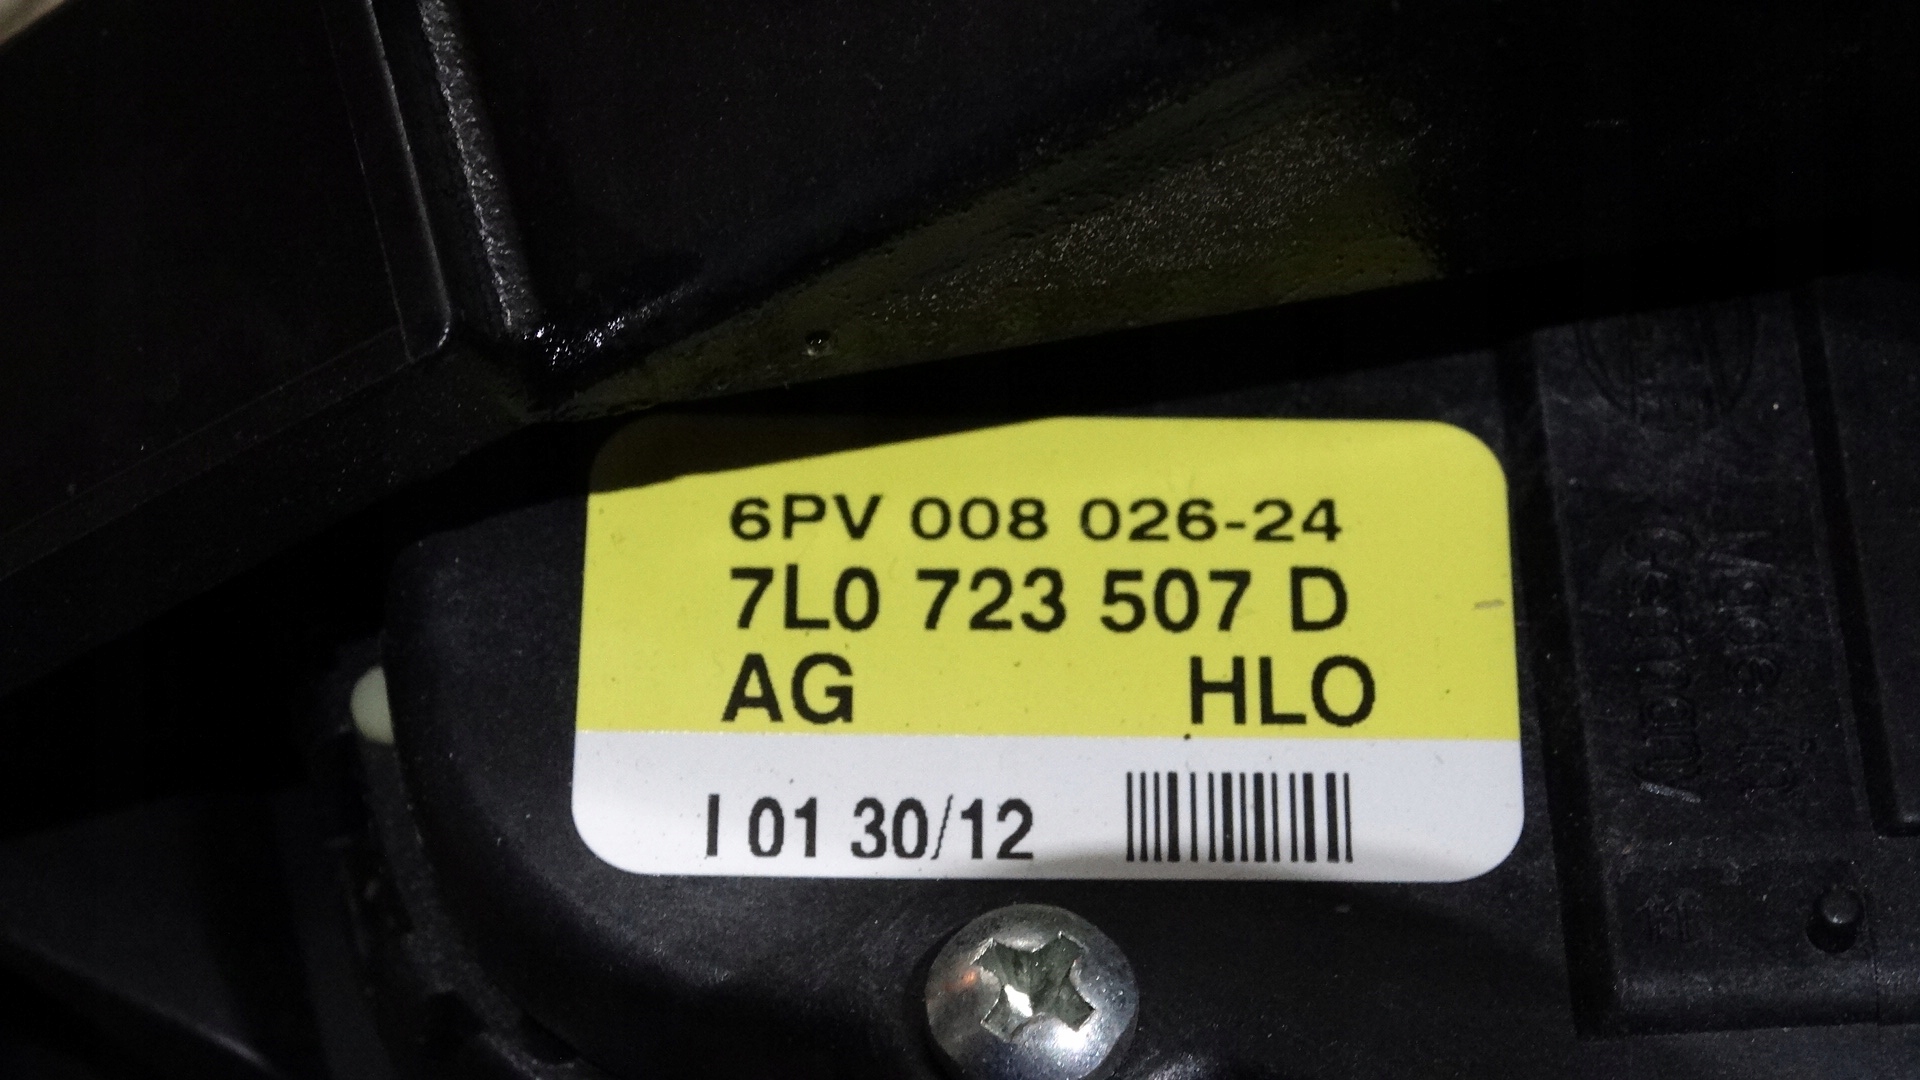 6PV 008 026-24
7L0 723 507 D
AG HLO
I 01 30/12